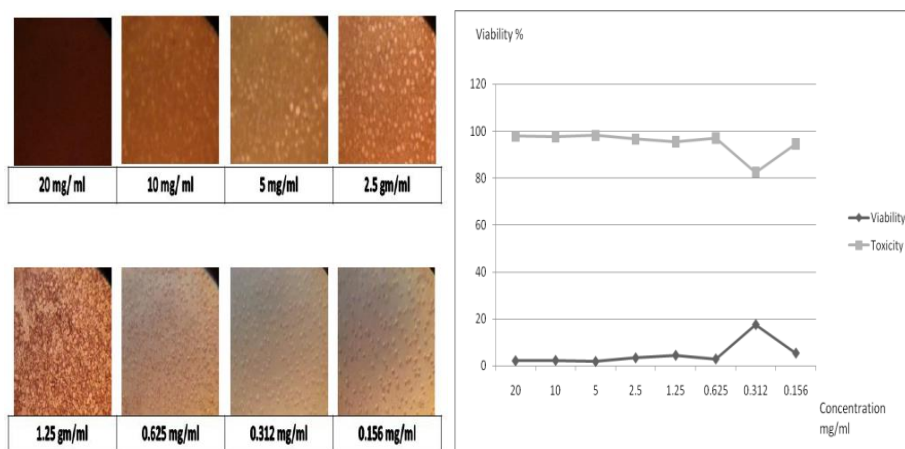 20 mg/ ml
10 mg/ ml
5 mg/ml
2.5 gm/ml
1.25 gm/ml
0.625 mg/ml
0.312 mg/ml
0.156 mg/ml
Viability %
120
100
80
60
40
20
0
20 10 5 2.5 1.25 0.625 0.312 0.156
Concentration
mg/ml
Viability
Toxicity